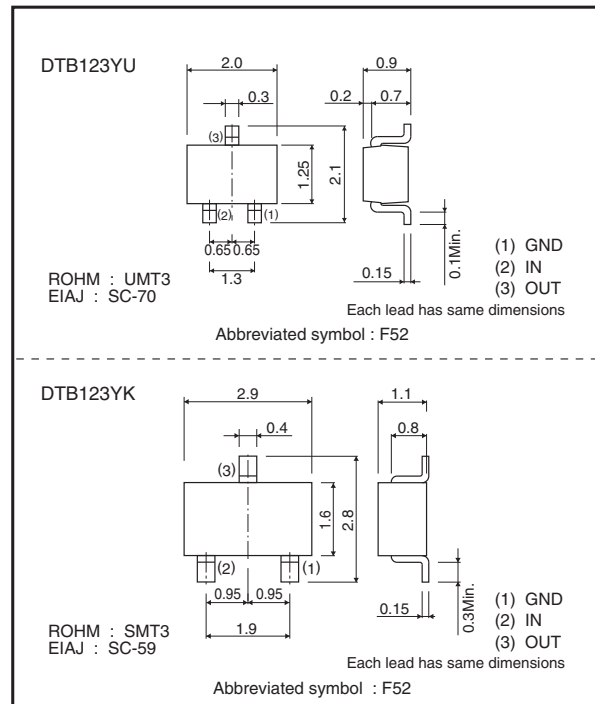 DTB123YU
2.0
0.3
(3)
1.25
2.1
(2)
(1)
0.65 0.65
1.3
0.9
0.2
0.7
0.15
0.1Min.
(1) GND
(2) IN
(3) OUT
ROHM : UMT3
EIAJ : SC-70
Each lead has same dimensions
Abbreviated symbol : F52
DTB123YK
2.9
0.4
(3)
1.6
2.8
(2)
(1)
0.95 0.95
1.9
1.1
0.8
0.15
0.3Min.
(1) GND
(2) IN
(3) OUT
ROHM : SMT3
EIAJ : SC-59
Each lead has same dimensions
Abbreviated symbol : F52